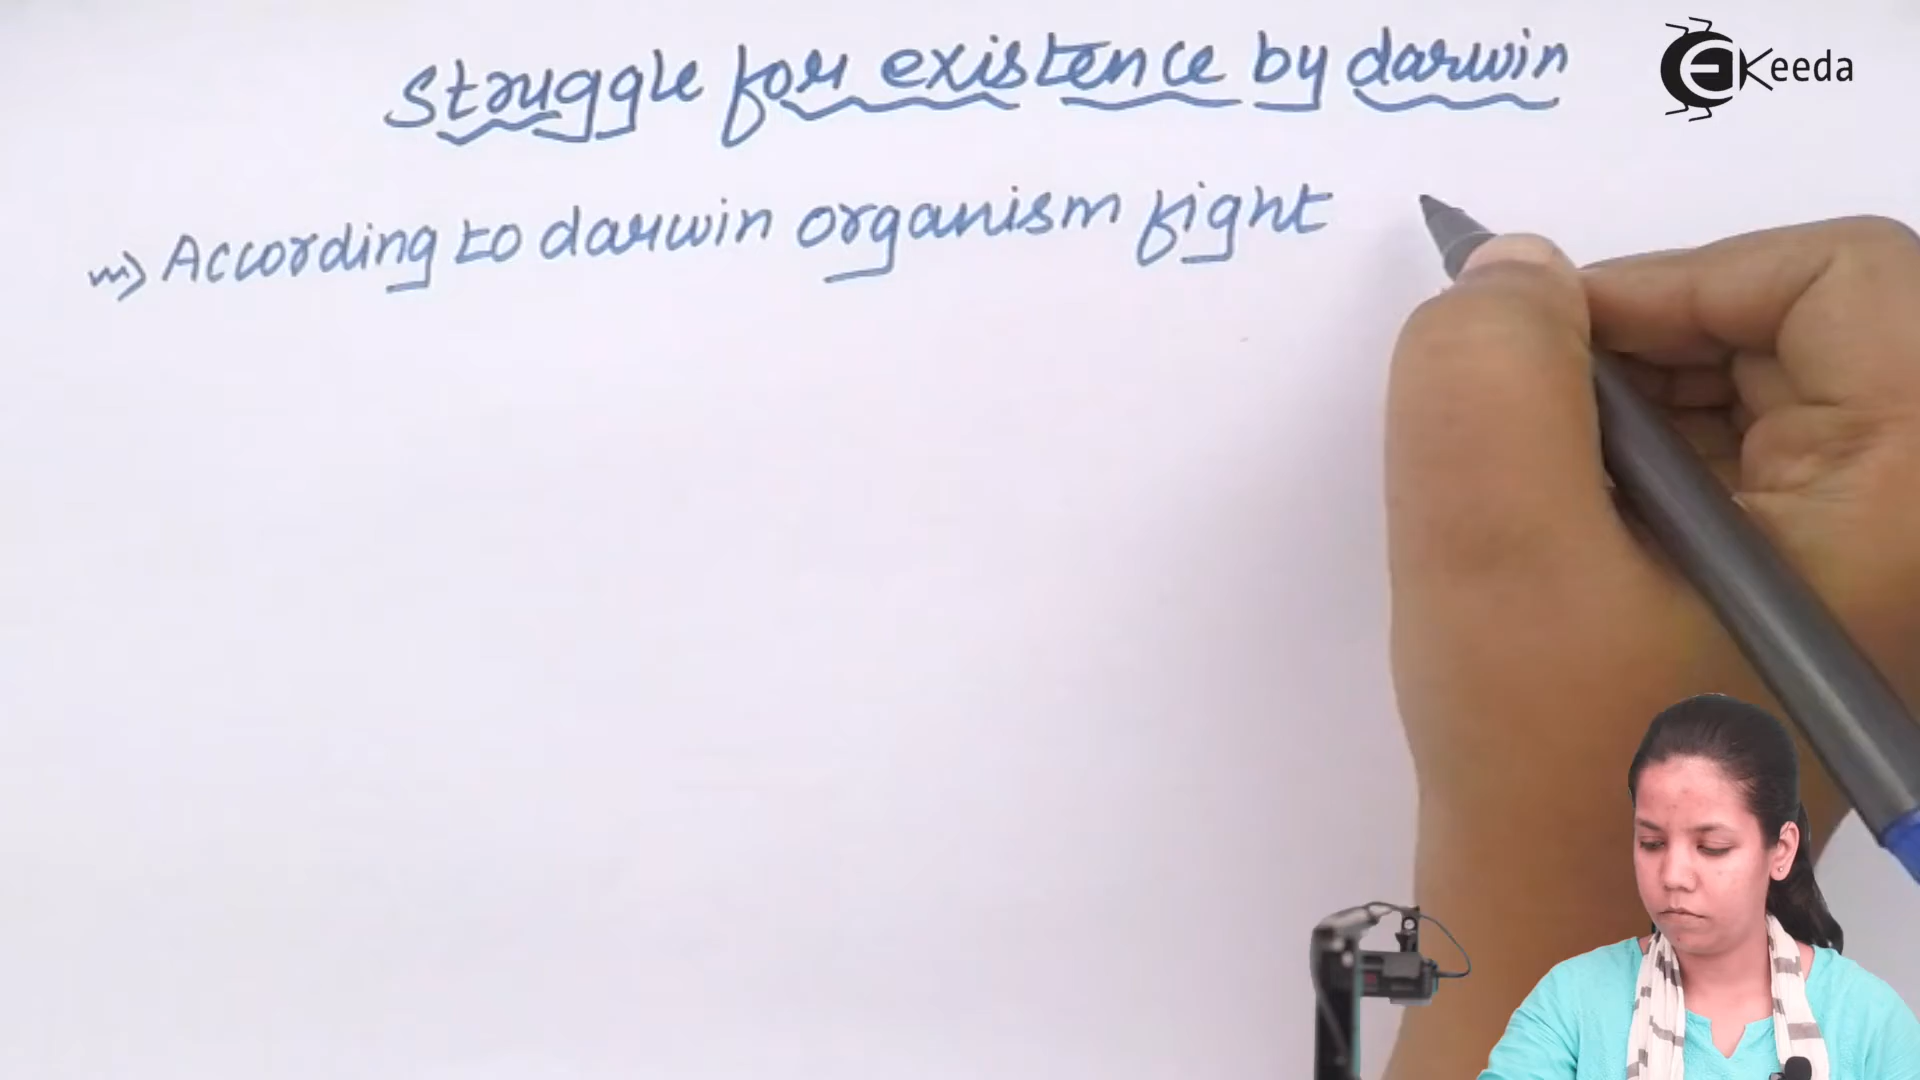 Struggle for existence by darwin
EKeeda
⇝ According to darwin organism fight